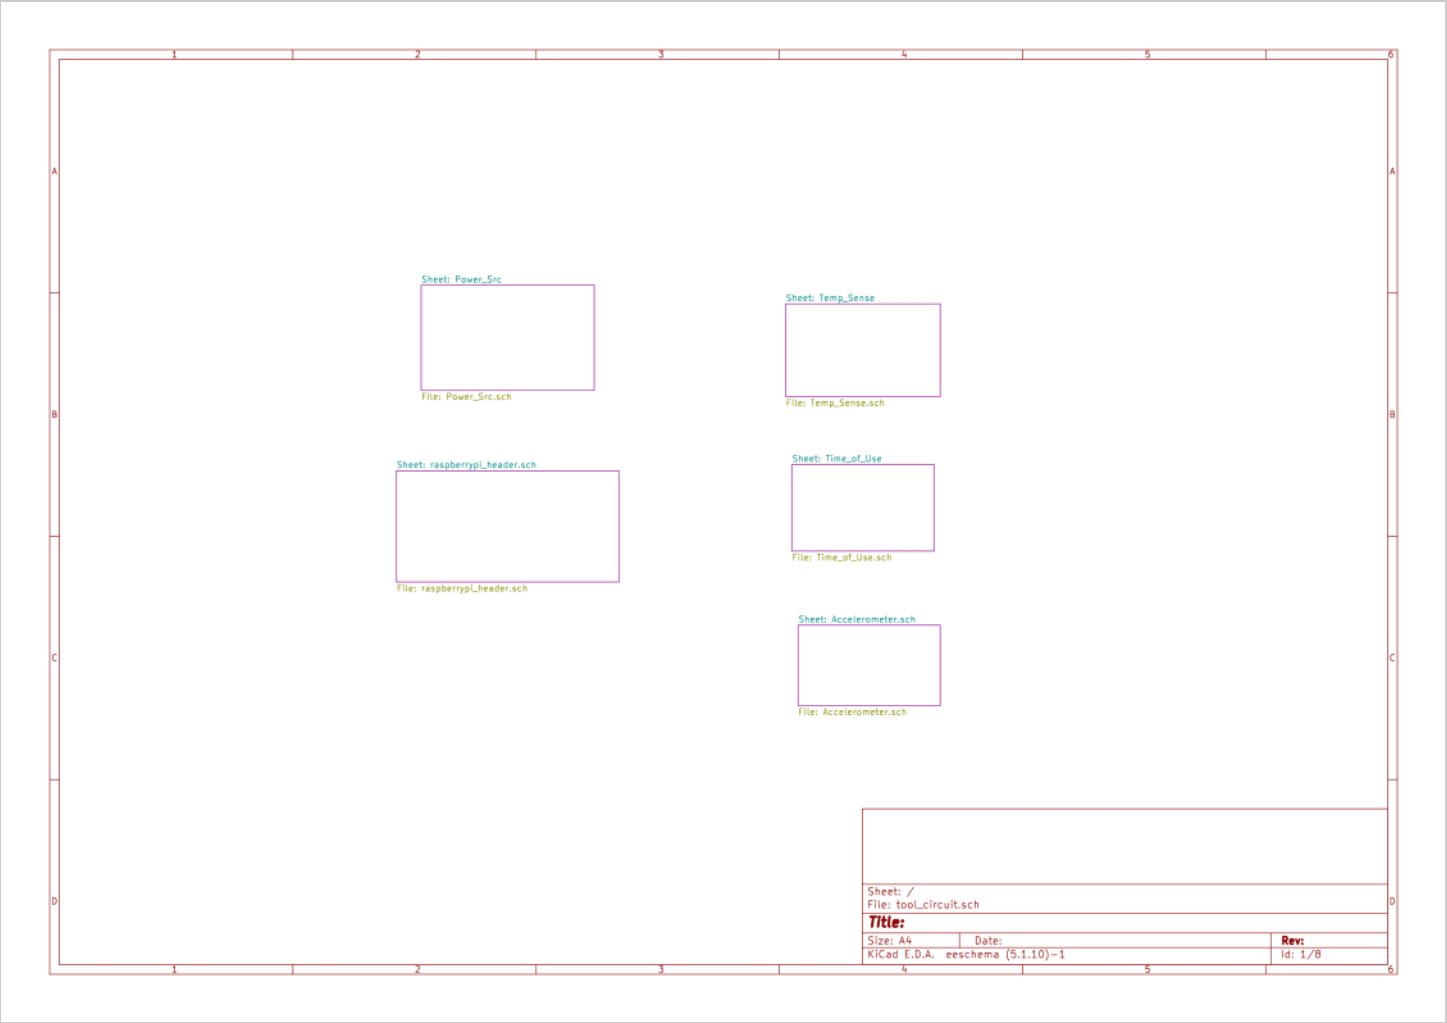 1 2 3 4 5 6
A A
Sheet: Power_Src
File: Power_Src.sch
Sheet: Temp_Sense
File: Temp_Sense.sch
B B
Sheet: raspberrypi_header.sch
File: raspberrypi_header.sch
Sheet: Time_of_Use
File: Time_of_Use.sch
Sheet: Accelerometer.sch
File: Accelerometer.sch
C C
D D
Sheet: /
File: tool_circuit.sch
Title:
Size: A4 Date: Rev:
KiCad E.D.A. eeschema (5.1.10)-1 Id: 1/8
1 2 3 4 5 6